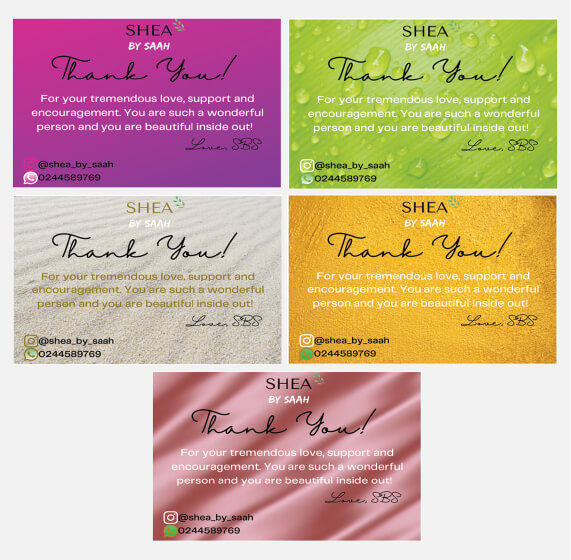 SHEA
BY SAAH
Thank You!
For your tremendous love, support and
encouragement. You are such a wonderful
person and you are beautiful inside out!
Love, SBS
@shea_by_saah
0244589769
SHEA
BY SAAH
Thank You!
For your tremendous love, support and
encouragement. You are such a wonderful
person and you are beautiful inside out!
Love, SBS
@shea_by_saah
0244589769
SHEA
BY SAAH
Thank You!
For your tremendous love, support and
encouragement. You are such a wonderful
person and you are beautiful inside out!
Love, SBS
@shea_by_saah
0244589769
SHEA
BY SAAH
Thank You!
For your tremendous love, support and
encouragement. You are such a wonderful
person and you are beautiful inside out!
Love, SBS
@shea_by_saah
0244589769
SHEA
BY SAAH
Thank You!
For your tremendous love, support and
encouragement. You are such a wonderful
person and you are beautiful inside out!
Love, SBS
@shea_by_saah
0244589769